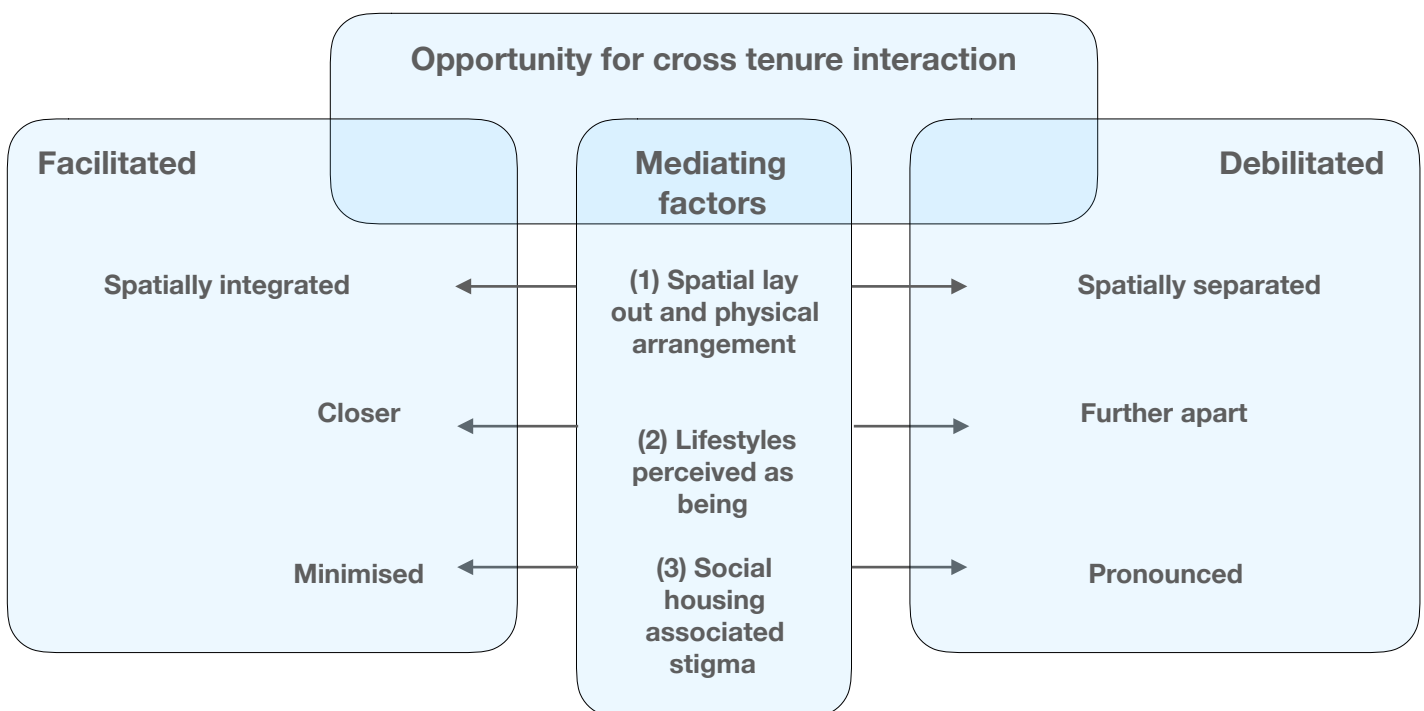 Opportunity for cross tenure interaction
Facilitated
Mediating
factors
Debilitated
Spatially integrated
(1) Spatial lay
out and physical
arrangement
Spatially separated
Closer
(2) Lifestyles
perceived as
being
Further apart
Minimised
(3) Social
housing
associated
stigma
Pronounced